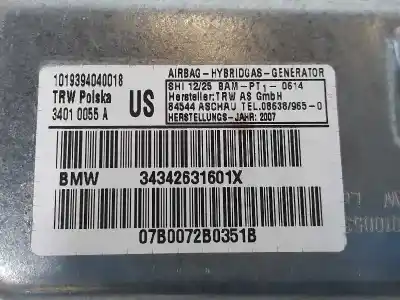 1019394040018
TRW Polska
3401 0055 A
US
AIRBAG-HYBRIDGAS-GENERATOR
SHI 12/25 BAM-PT1-0614
Hersteller:TRW AS GmbH
84544 ASCHAU TEL.08638/965-0
HERSTELLUNGS-JAHR: 2007
BMW 34342631601X
07B0072B0351B